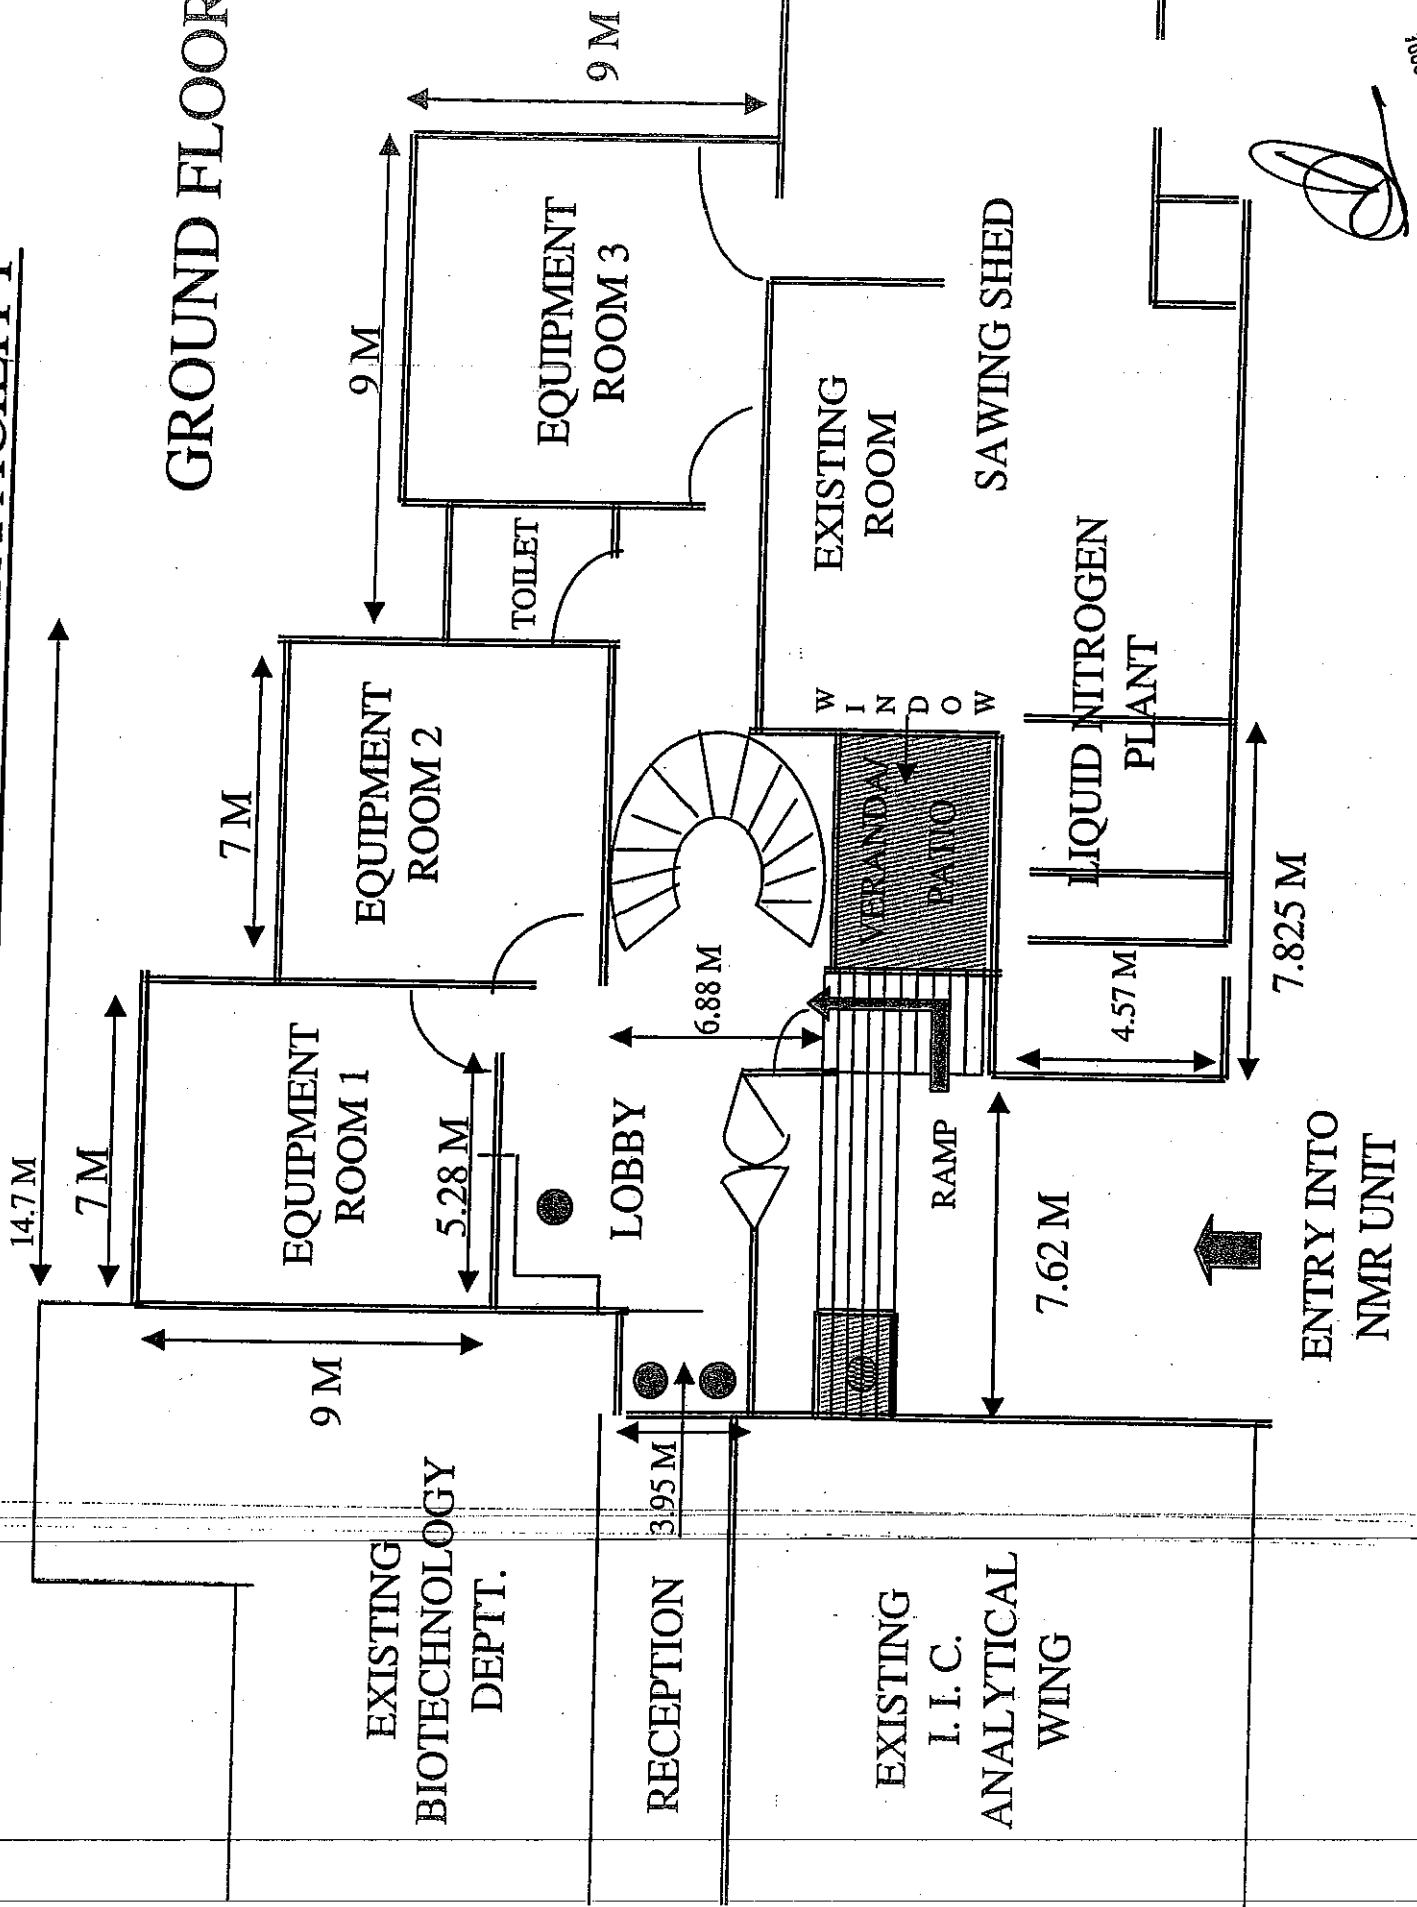 GROUND FLOOR
14.7 M
7 M
7 M
9 M
9 M
9 M
EQUIPMENT
ROOM 1
EQUIPMENT
ROOM 2
EQUIPMENT
ROOM 3
TOILET
5.28 M
EXISTING
BIOTECHNOLOGY
DEPTT.
LOBBY
6.88 M
3.95 M
RECEPTION
EXISTING
ROOM
WINDOW
VERANDA/
PATIO
SAWING SHED
RAMP
7.62 M
4.57 M
LIQUID NITROGEN
PLANT
7.825 M
EXISTING
I. I. C.
ANALYTICAL
WING
ENTRY INTO
NMR UNIT